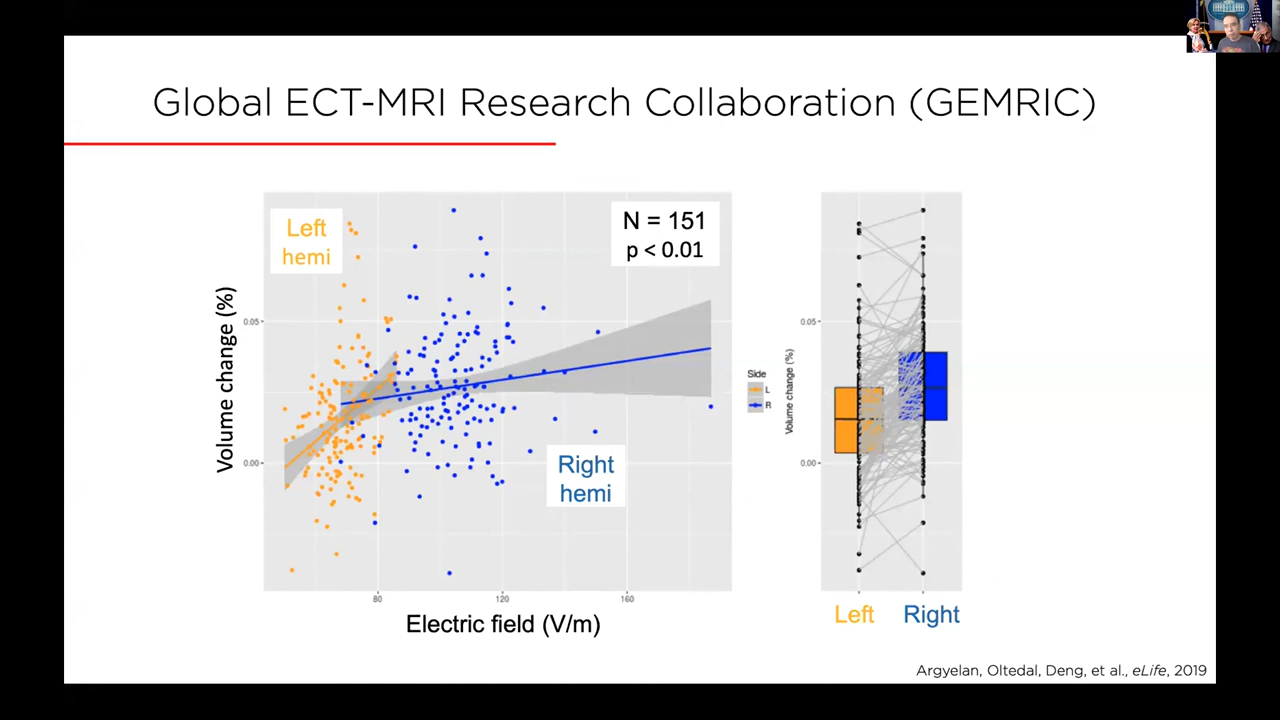 Global ECT-MRI Research Collaboration (GEMRIC)
Left
hemi
N = 151
p < 0.01
Volume change (%)
0.05
0.00
Right
hemi
80
120
160
Electric field (V/m)
Side
L
R
Volume change (%)
0.05
0.00
Left
Right
Argyelan, Oltedal, Deng, et al., eLife, 2019